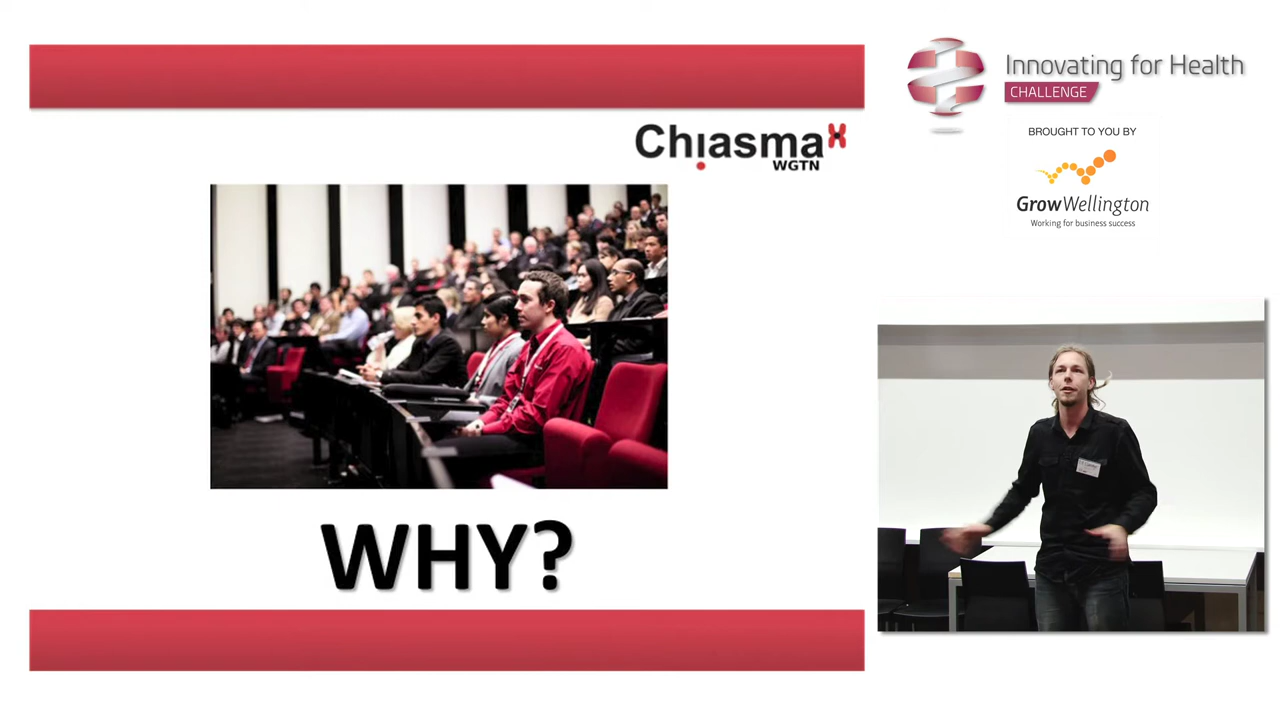 Chiasma
WGTN
WHY?
Innovating for Health
CHALLENGE
BROUGHT TO YOU BY
GrowWellington
Working for business success